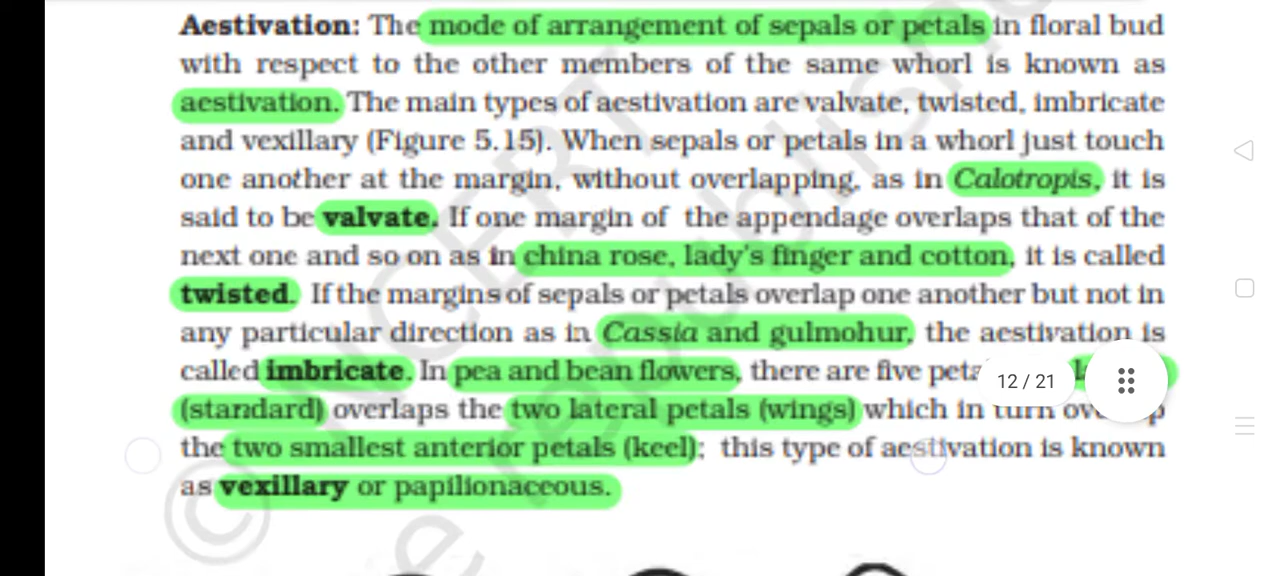 Aestivation: The mode of arrangement of sepals or petals in floral bud
with respect to the other members of the same whorl is known as
aestivation. The main types of aestivation are valvate, twisted, imbricate
and vexillary (Figure 5.15). When sepals or petals in a whorl just touch
one another at the margin, without overlapping, as in Calotropis, it is
said to be valvate. If one margin of the appendage overlaps that of the
next one and so on as in china rose, lady's finger and cotton, it is called
twisted. If the margins of sepals or petals overlap one another but not in
any particular direction as in Cassia and gulmohur, the aestivation is
called imbricate. In pea and bean flowers, there are five
12 / 21
(standard) overlaps the two lateral petals (wings) which in turn
the two smallest anterior petals (keel); this type of aestivation is known
as vexillary or papilionaceous.
© NCERT